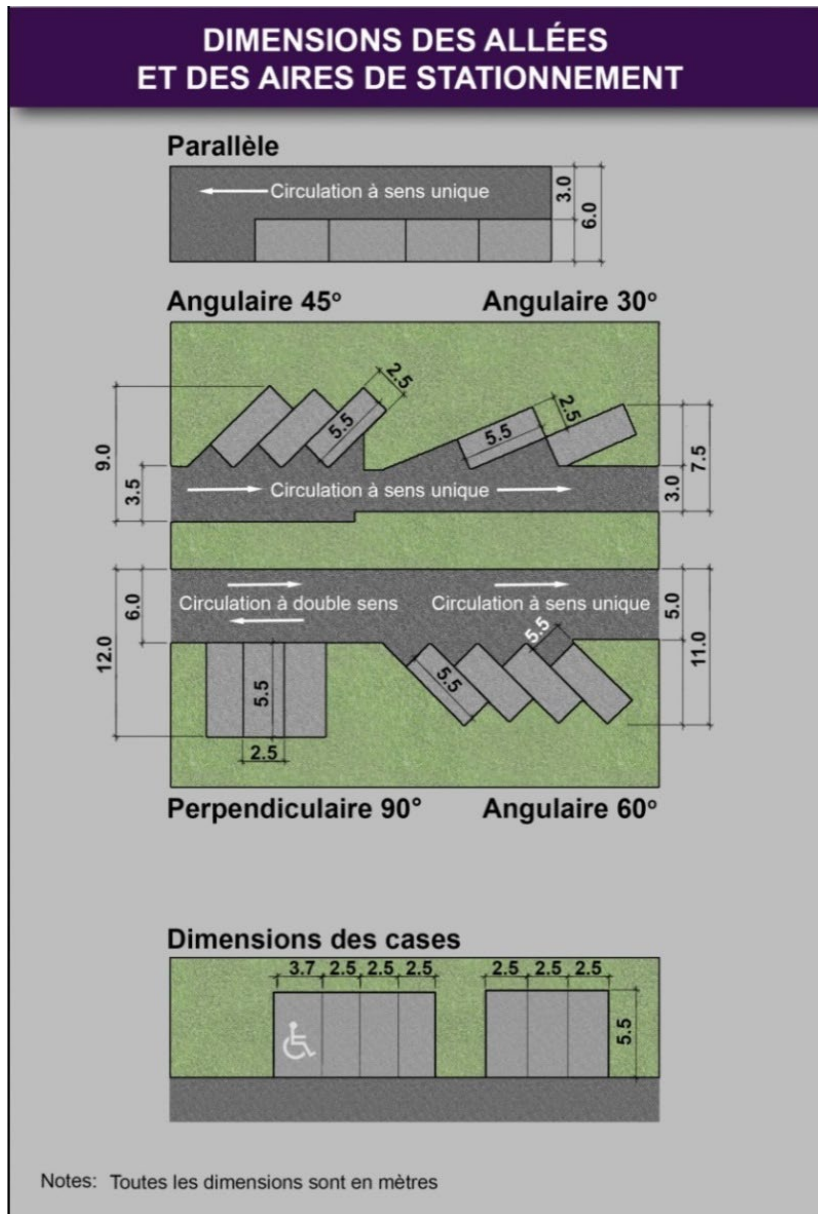 DIMENSIONS DES ALLÉES
ET DES AIRES DE STATIONNEMENT
Parallèle
Circulation à sens unique
3.0
6.0
Angulaire 45°
Angulaire 30°
2.5
5.5
9.0
3.5
2.5
5.5
7.5
3.0
Circulation à sens unique
6.0
12.0
Circulation à double sens
Circulation à sens unique
5.0
11.0
5.5
2.5
5.5
5.5
Perpendiculaire 90°
Angulaire 60°
Dimensions des cases
3.7 2.5 2.5 2.5
2.5 2.5 2.5
5.5
Notes: Toutes les dimensions sont en mètres